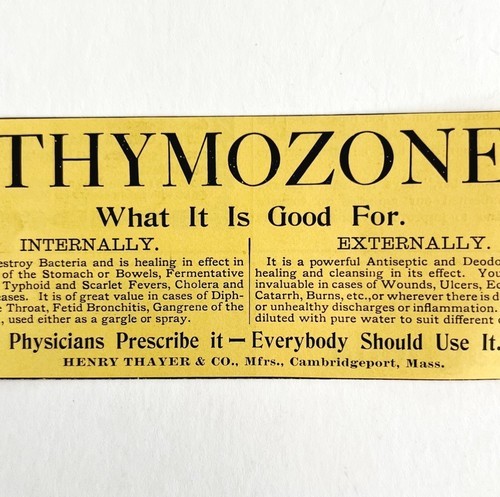 THYMOZONE
What It Is Good For.
INTERNALLY.
estroy Bacteria and is healing in effect in
of the Stomach or Bowels, Fermentative
Typhoid and Scarlet Fevers, Cholera and
eases. It is of great value in cases of Diph-
e Throat, Fetid Bronchitis, Gangrene of the
, used either as a gargle or spray.
EXTERNALLY.
It is a powerful Antiseptic and Deodo
healing and cleansing in its effect. You
invaluable in cases of Wounds, Ulcers, Ec
Catarrh, Burns, etc., or wherever there is d
or unhealthy discharges or inflammation.
diluted with pure water to suit different
Physicians Prescribe it — Everybody Should Use It.
HENRY THAYER & CO., Mfrs., Cambridgeport, Mass.